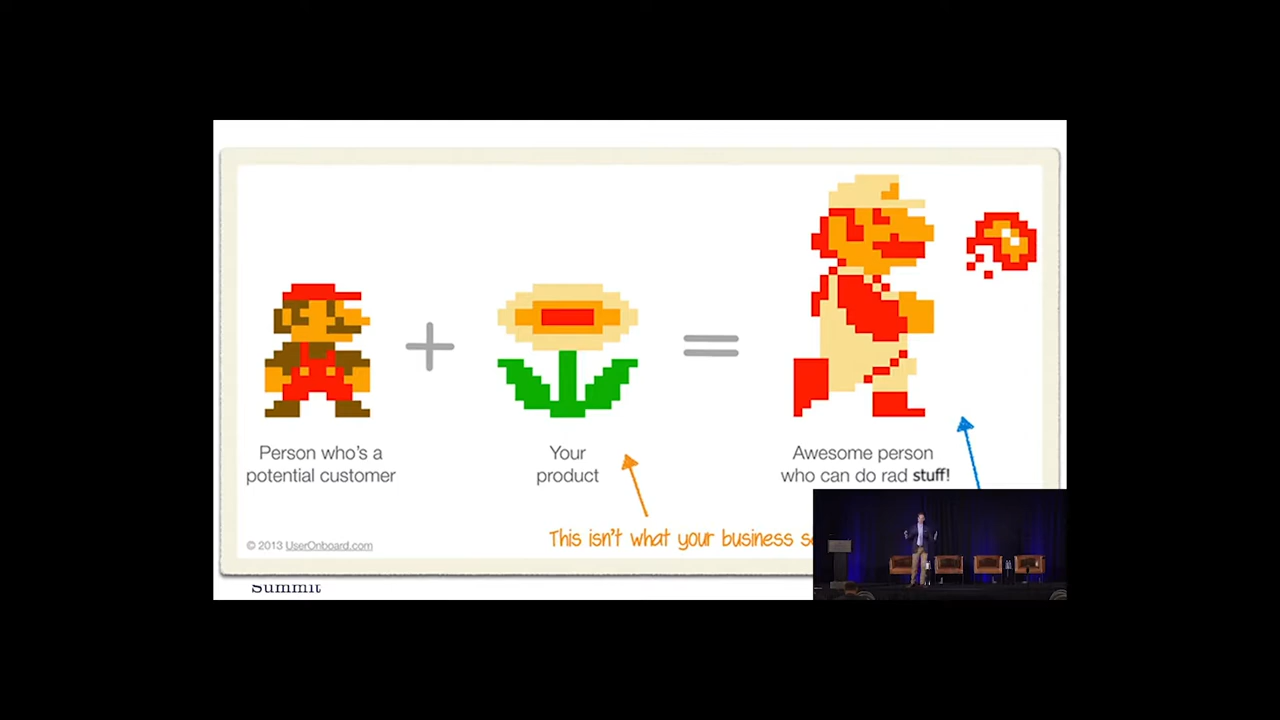 Person who's a
potential customer
Your
product
Awesome person
who can do rad stuff!
This isn't what your business
© 2013 UserOnboard.com
Summit